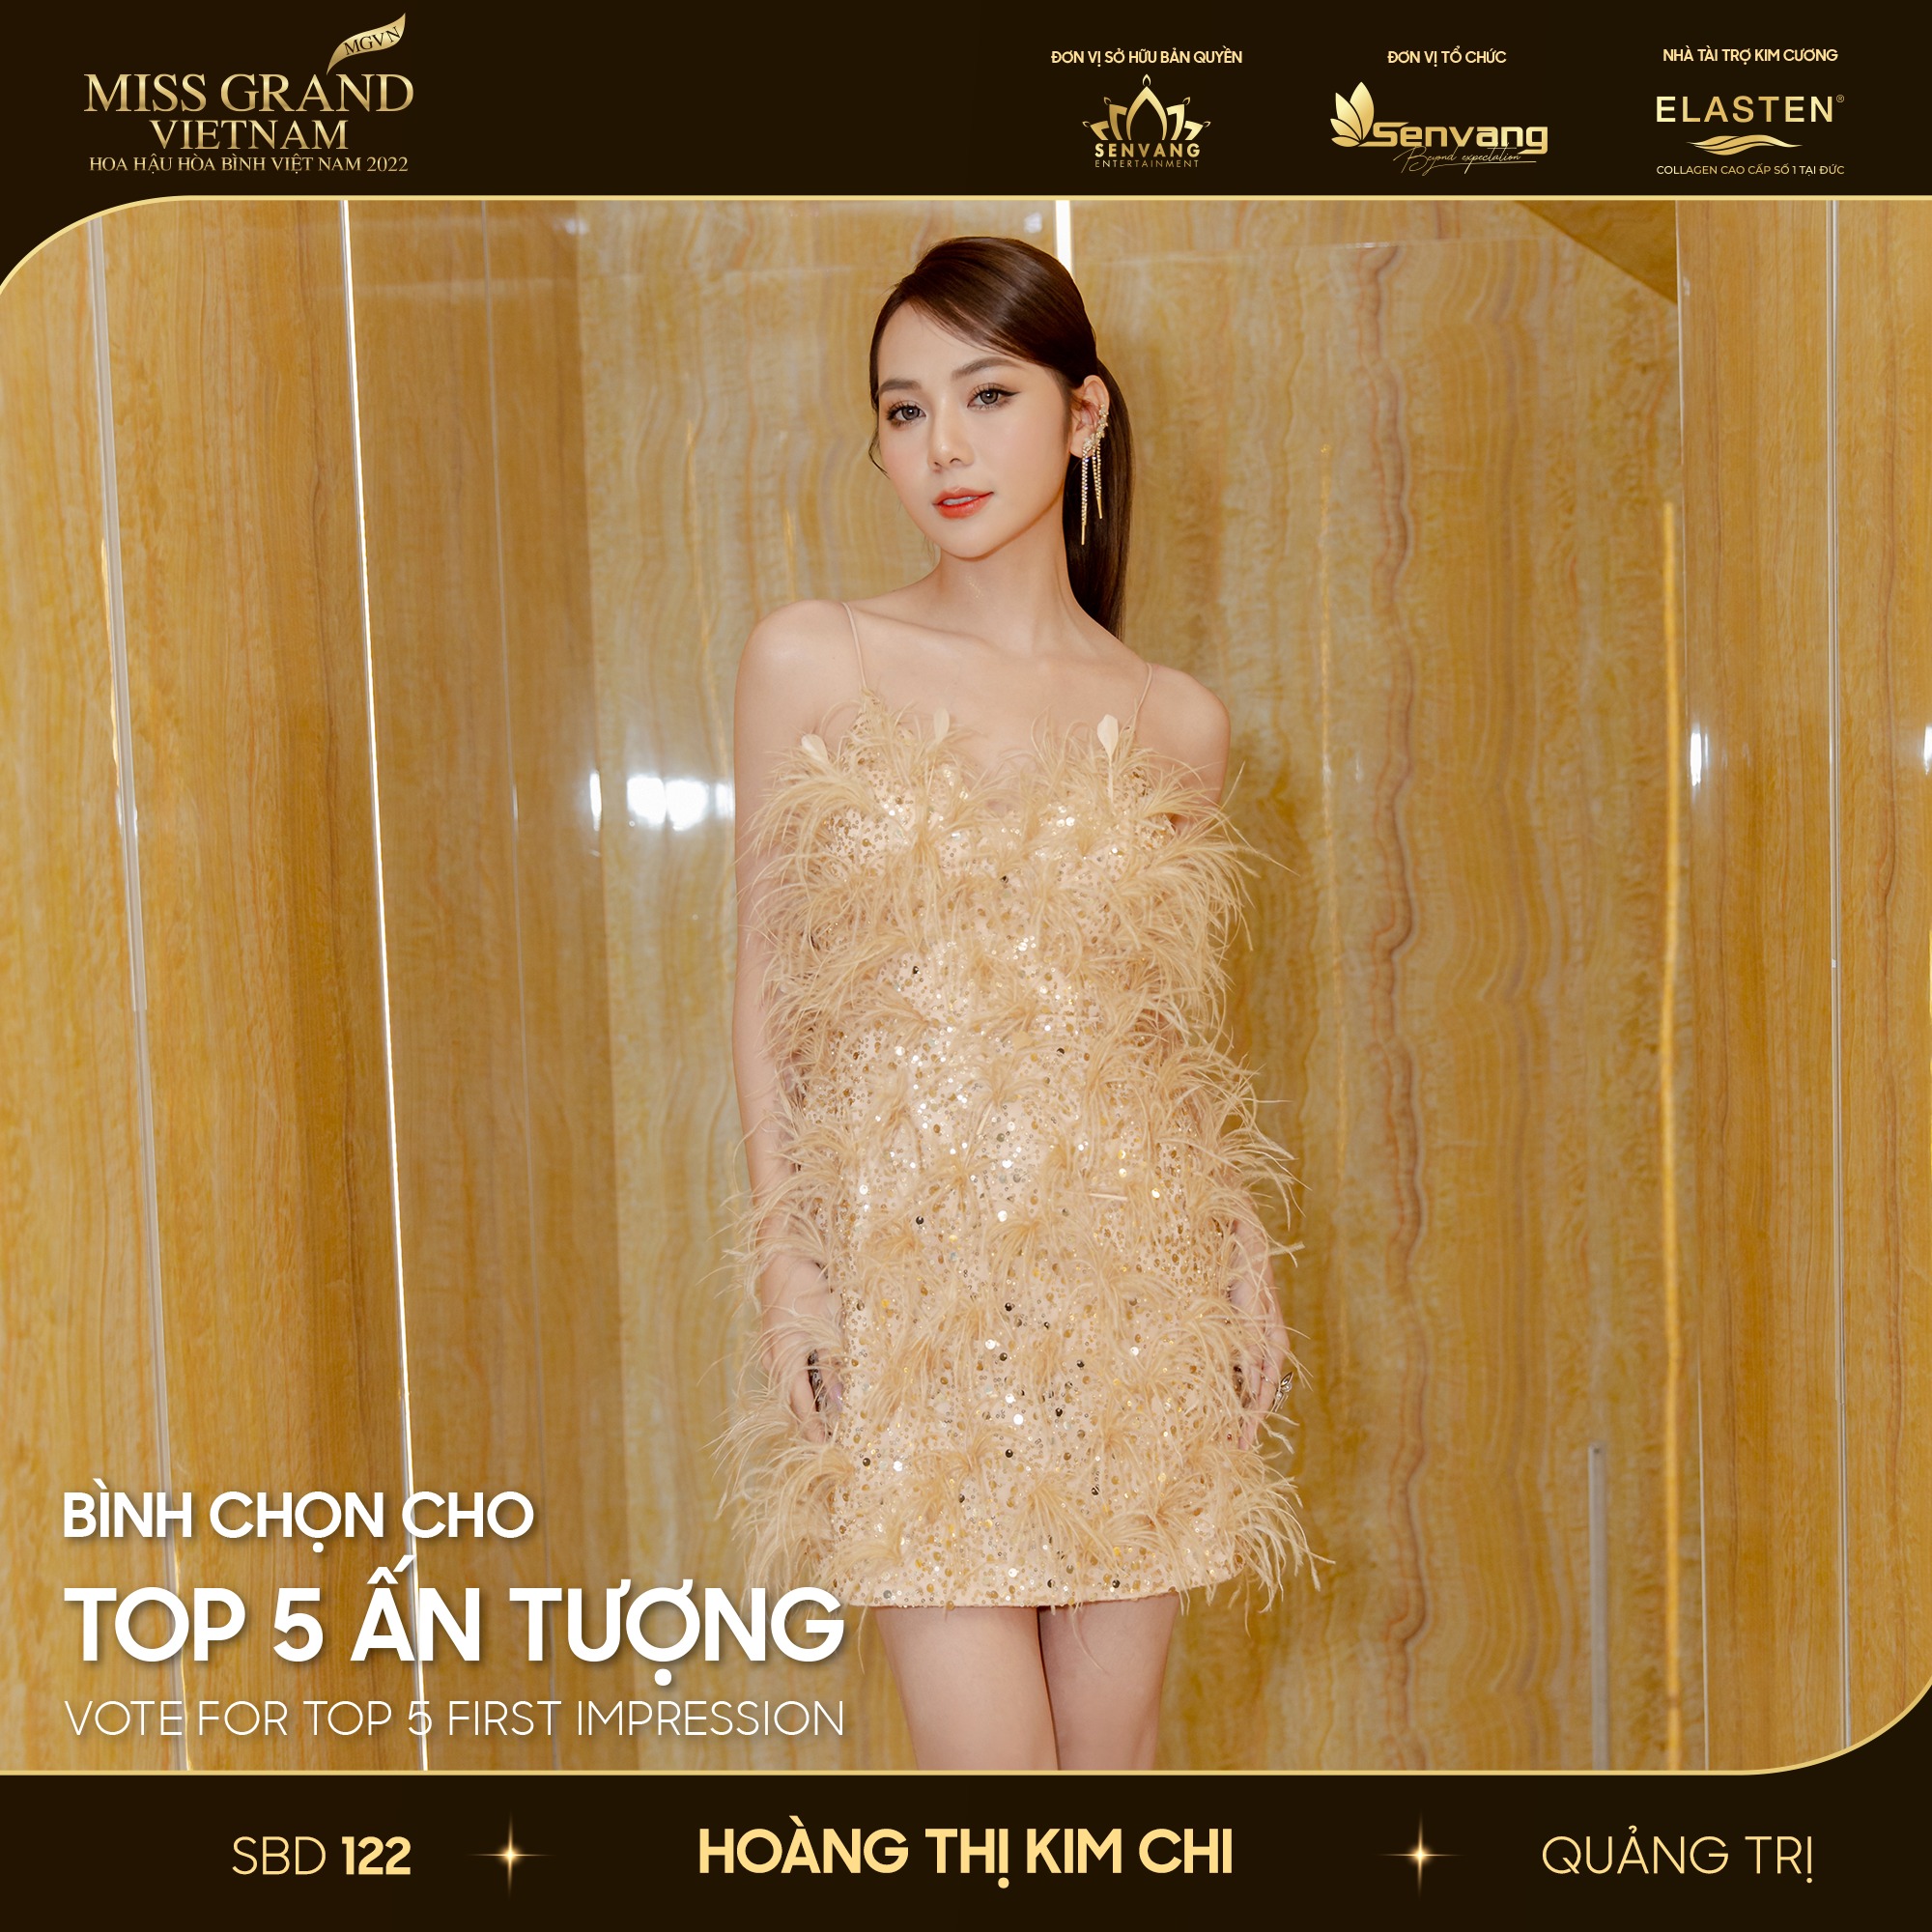 MGVN
MISS GRAND
VIETNAM
HOA HẬU HÒA BÌNH VIỆT NAM 2022
ĐƠN VỊ SỞ HỮU BẢN QUYỀN
SENVANG
ENTERTAINMENT
ĐƠN VỊ TỔ CHỨC
Senvang
Beyond expectation
NHÀ TÀI TRỢ KIM CƯƠNG
ELASTEN®
COLLAGEN CAO CẤP SỐ 1 TẠI ĐỨC
BÌNH CHỌN CHO
TOP 5 ẤN TƯỢNG
VOTE FOR TOP 5 FIRST IMPRESSION
SBD 122
HOÀNG THỊ KIM CHI
QUẢNG TRỊ